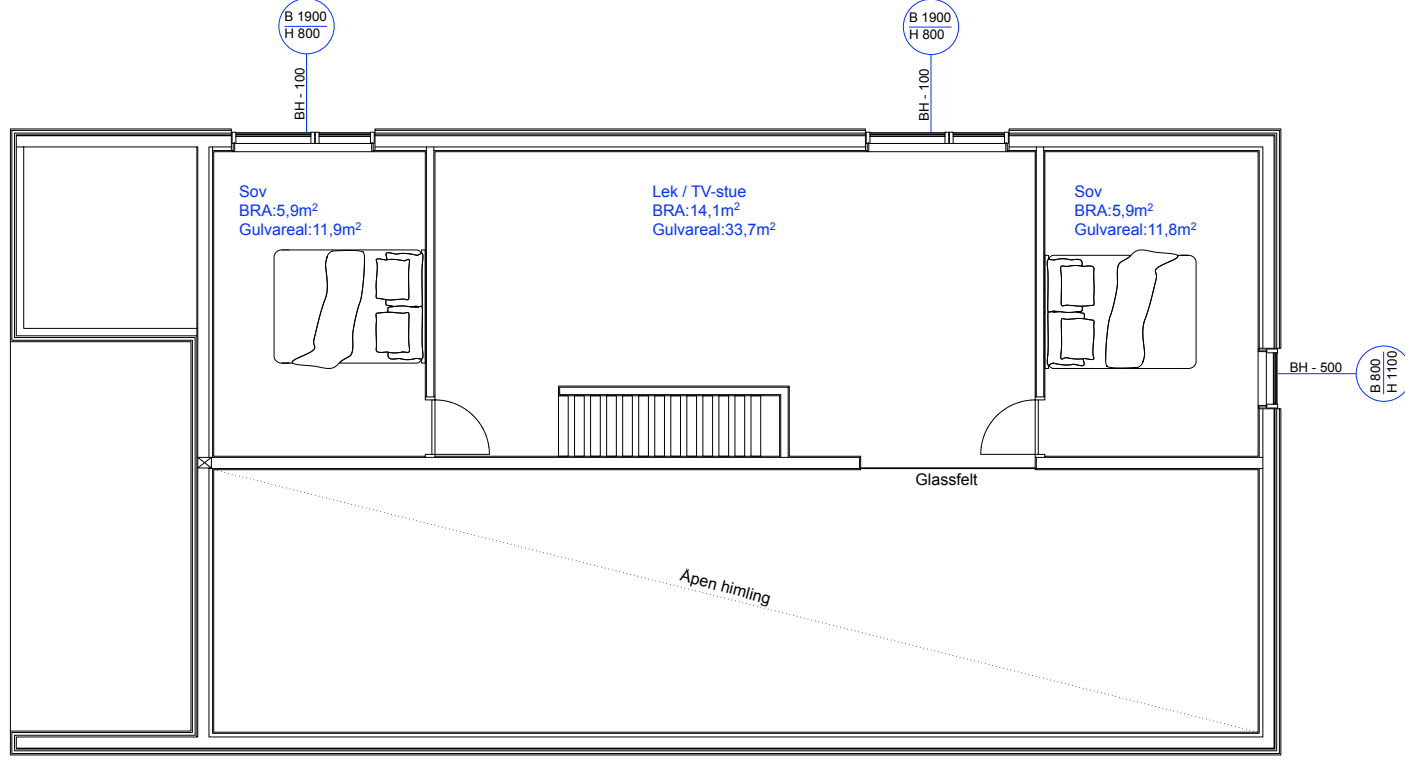 B 1900
H 800
BH - 100
B 1900
H 800
BH - 100
Sov
BRA:5,9m²
Gulvareal:11,9m²
Lek / TV-stue
BRA:14,1m²
Gulvareal:33,7m²
Sov
BRA:5,9m²
Gulvareal:11,8m²
BH - 500
B 800
H 1100
Glassfelt
Åpen himling